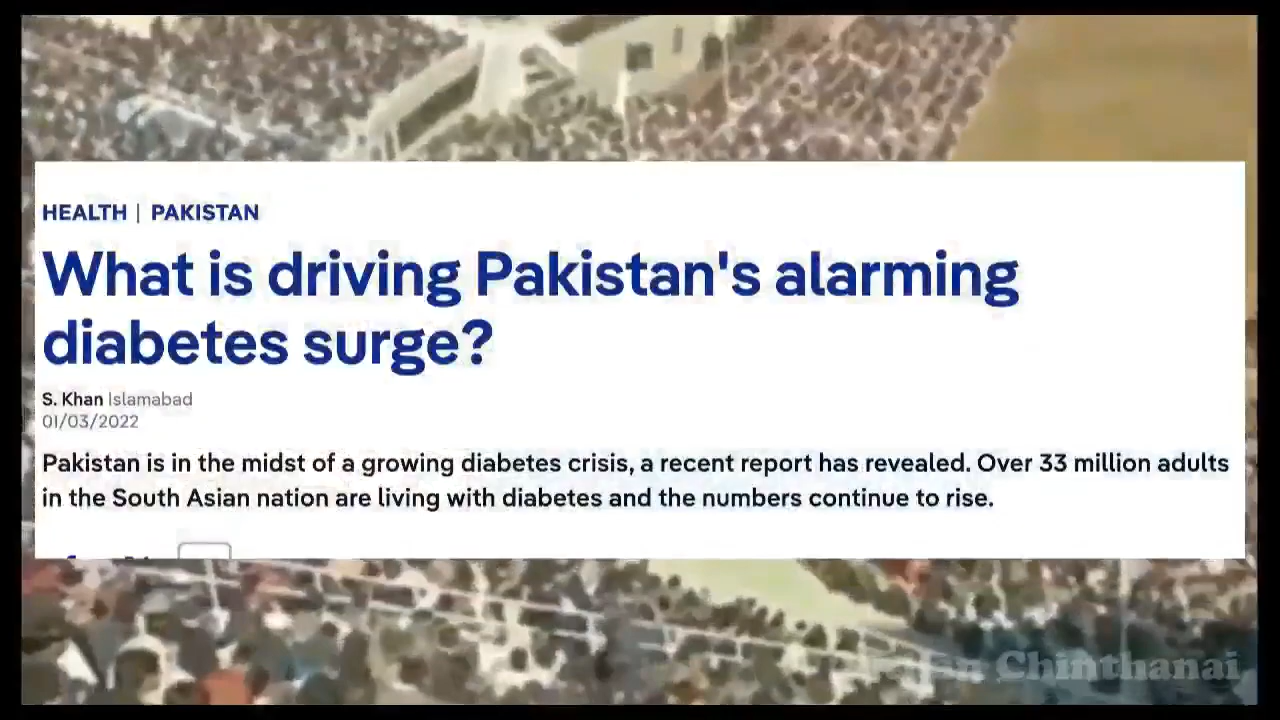 HEALTH | PAKISTAN
What is driving Pakistan's alarming
diabetes surge?
S. Khan Islamabad
01/03/2022
Pakistan is in the midst of a growing diabetes crisis, a recent report has revealed. Over 33 million adults
in the South Asian nation are living with diabetes and the numbers continue to rise.
Chinthanai